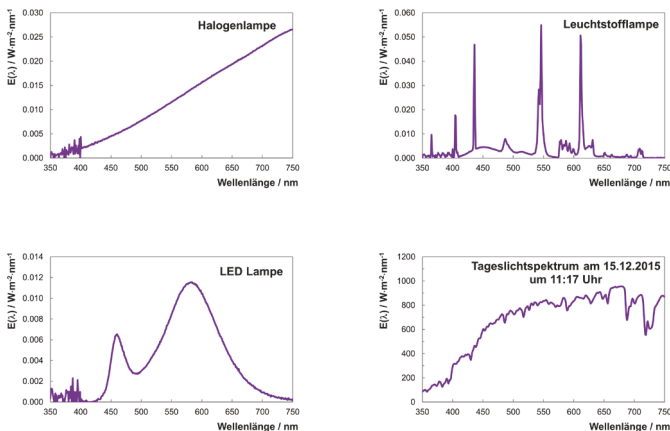 Halogenlampe
E(λ) / W·m⁻²·nm⁻¹
0.030
0.025
0.020
0.015
0.010
0.005
0.000
350 400 450 500 550 600 650 700 750
Wellenlänge / nm
Leuchtstofflampe
E(λ) / W·m⁻²·nm⁻¹
0.060
0.050
0.040
0.030
0.020
0.010
0.000
350 400 450 500 550 600 650 700 750
Wellenlänge / nm
LED Lampe
E(λ) / W·m⁻²·nm⁻¹
0.014
0.012
0.010
0.008
0.006
0.004
0.002
0.000
350 400 450 500 550 600 650 700 750
Wellenlänge / nm
Tageslichtspektrum am 15.12.2015
um 11:17 Uhr
E(λ) / W·m⁻²·nm⁻¹
1200
1000
800
600
400
200
0
350 400 450 500 550 600 650 700 750
Wellenlänge / nm